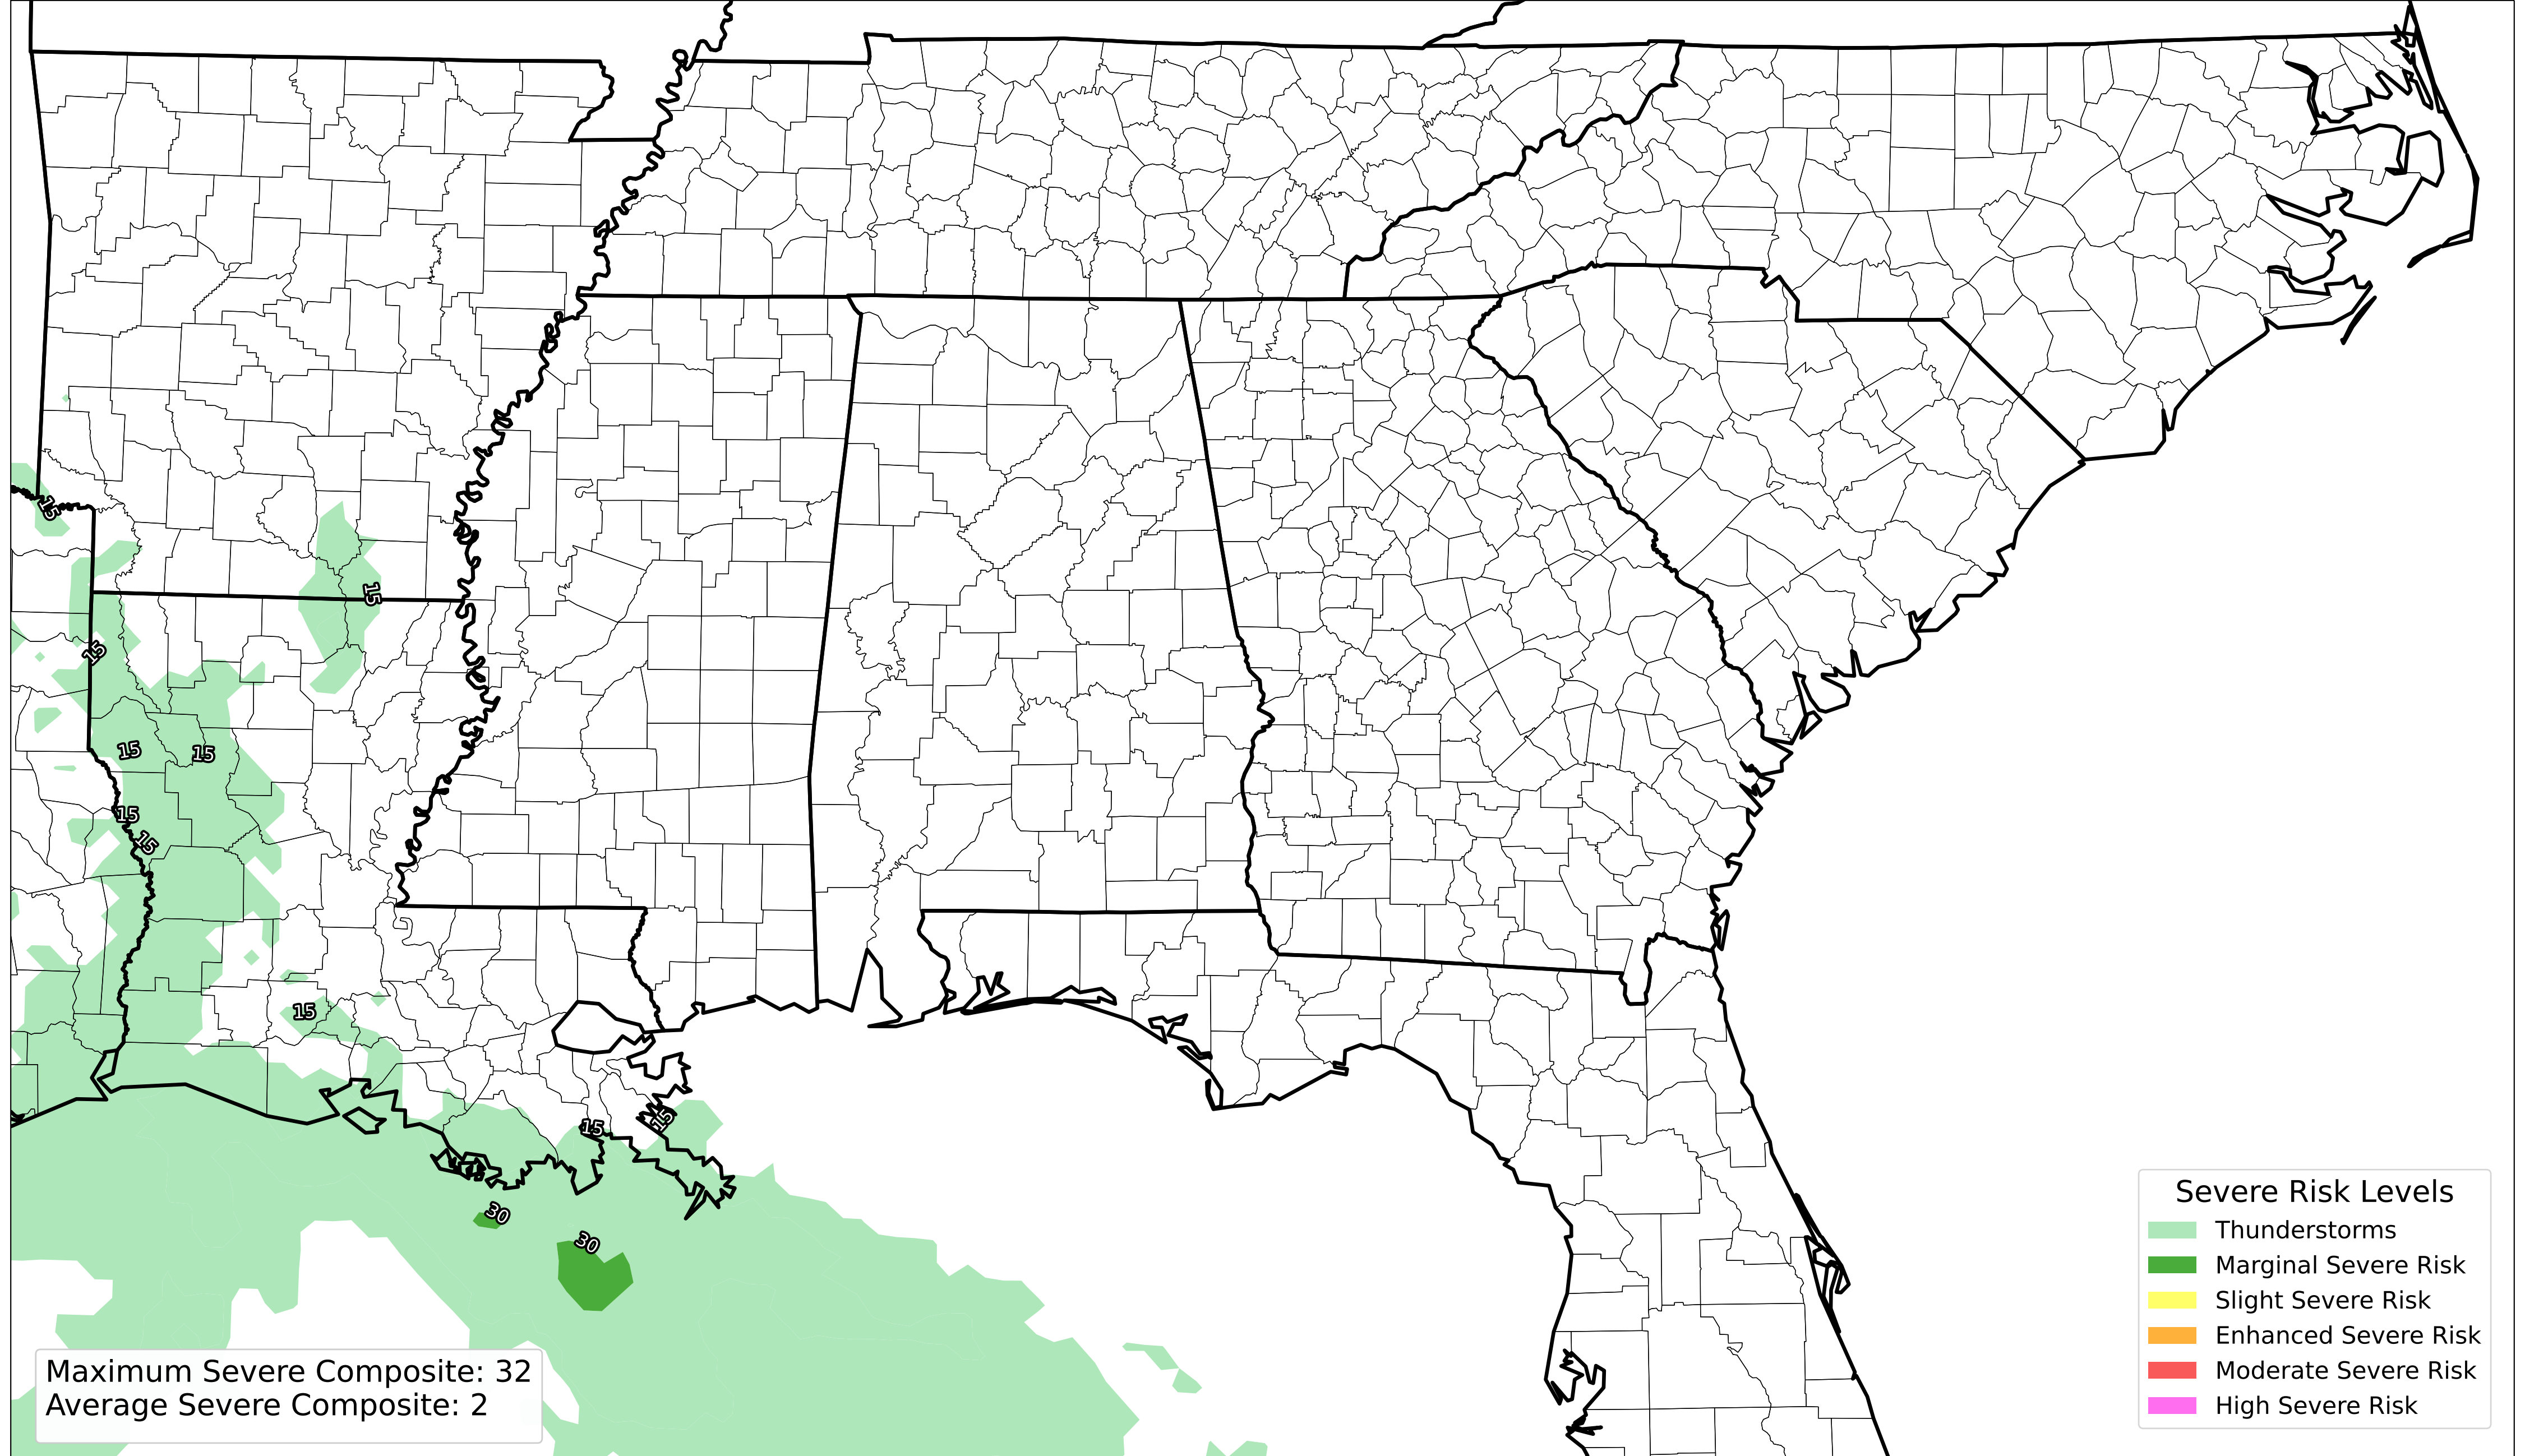 15
15
15
15
15
15
15
15
15
15
30
30
Maximum Severe Composite: 32
Average Severe Composite: 2
Severe Risk Levels
Thunderstorms
Marginal Severe Risk
Slight Severe Risk
Enhanced Severe Risk
Moderate Severe Risk
High Severe Risk